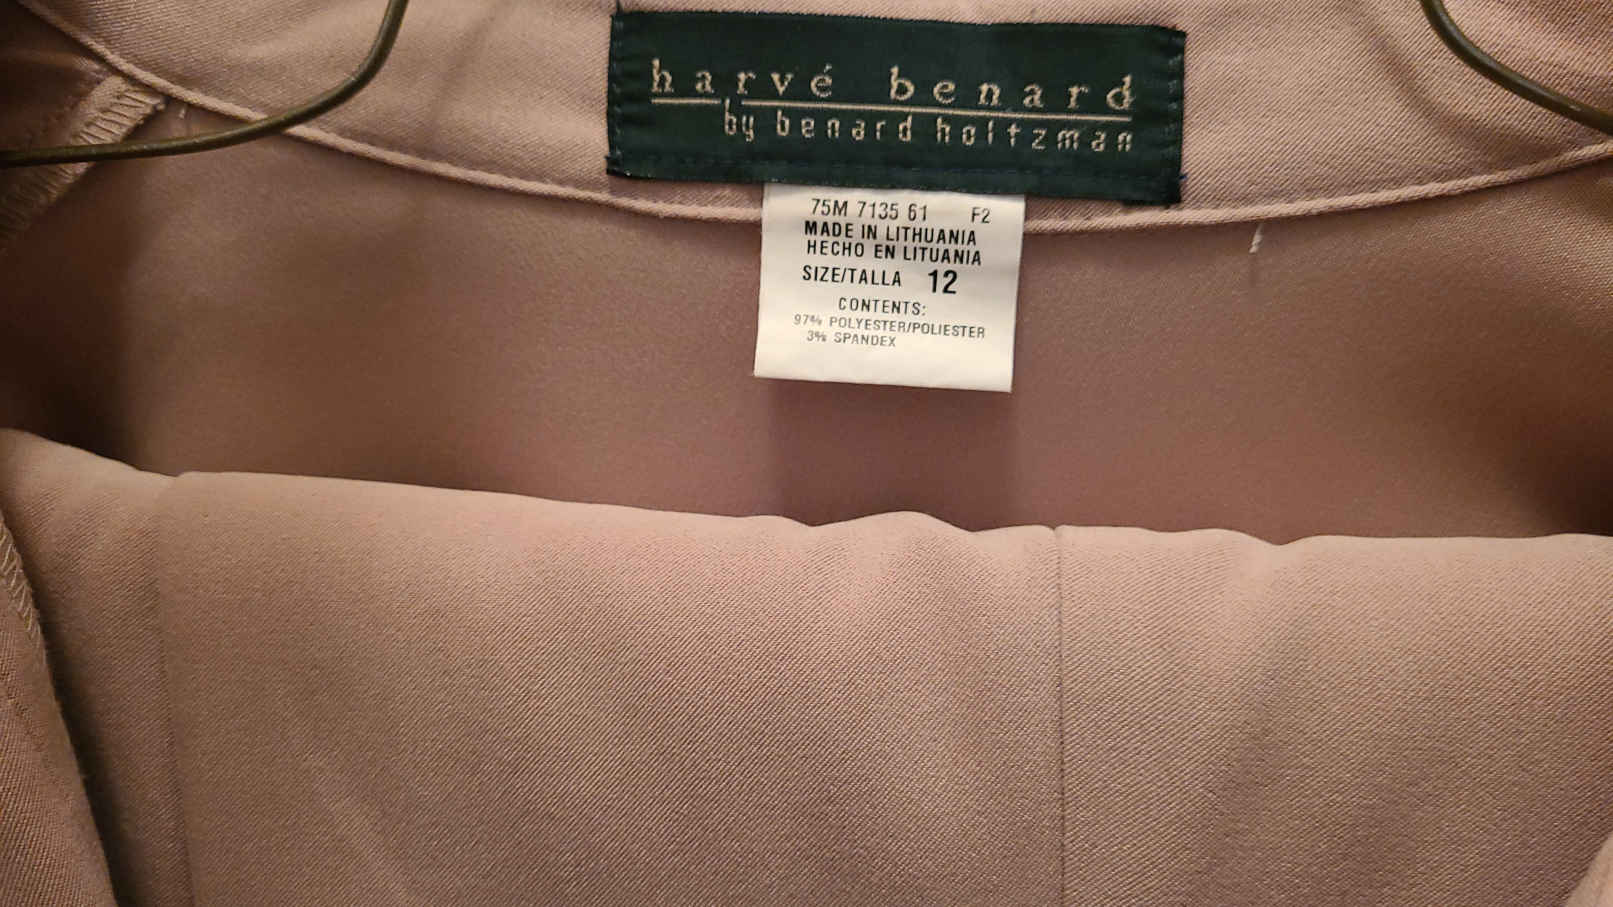 harvé benard
by benard holtzman
75M 7135 61 F2
MADE IN LITHUANIA
HECHO EN LITUANIA
SIZE/TALLA 12
CONTENTS:
97% POLYESTER/POLIESTER
3% SPANDEX